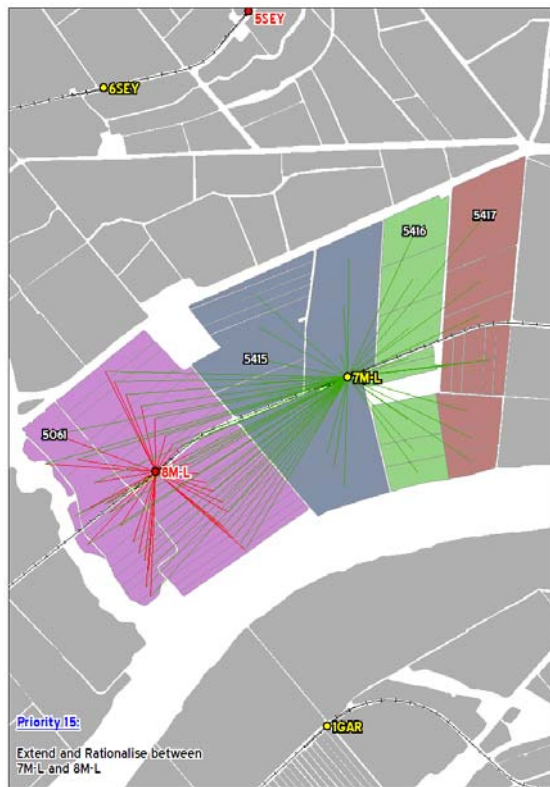 5SEY
6SEY
5417
5416
5415
7M-L
5061
8M-L
1GAR
Priority 15:
Extend and Rationalise between
7M-L and 8M-L